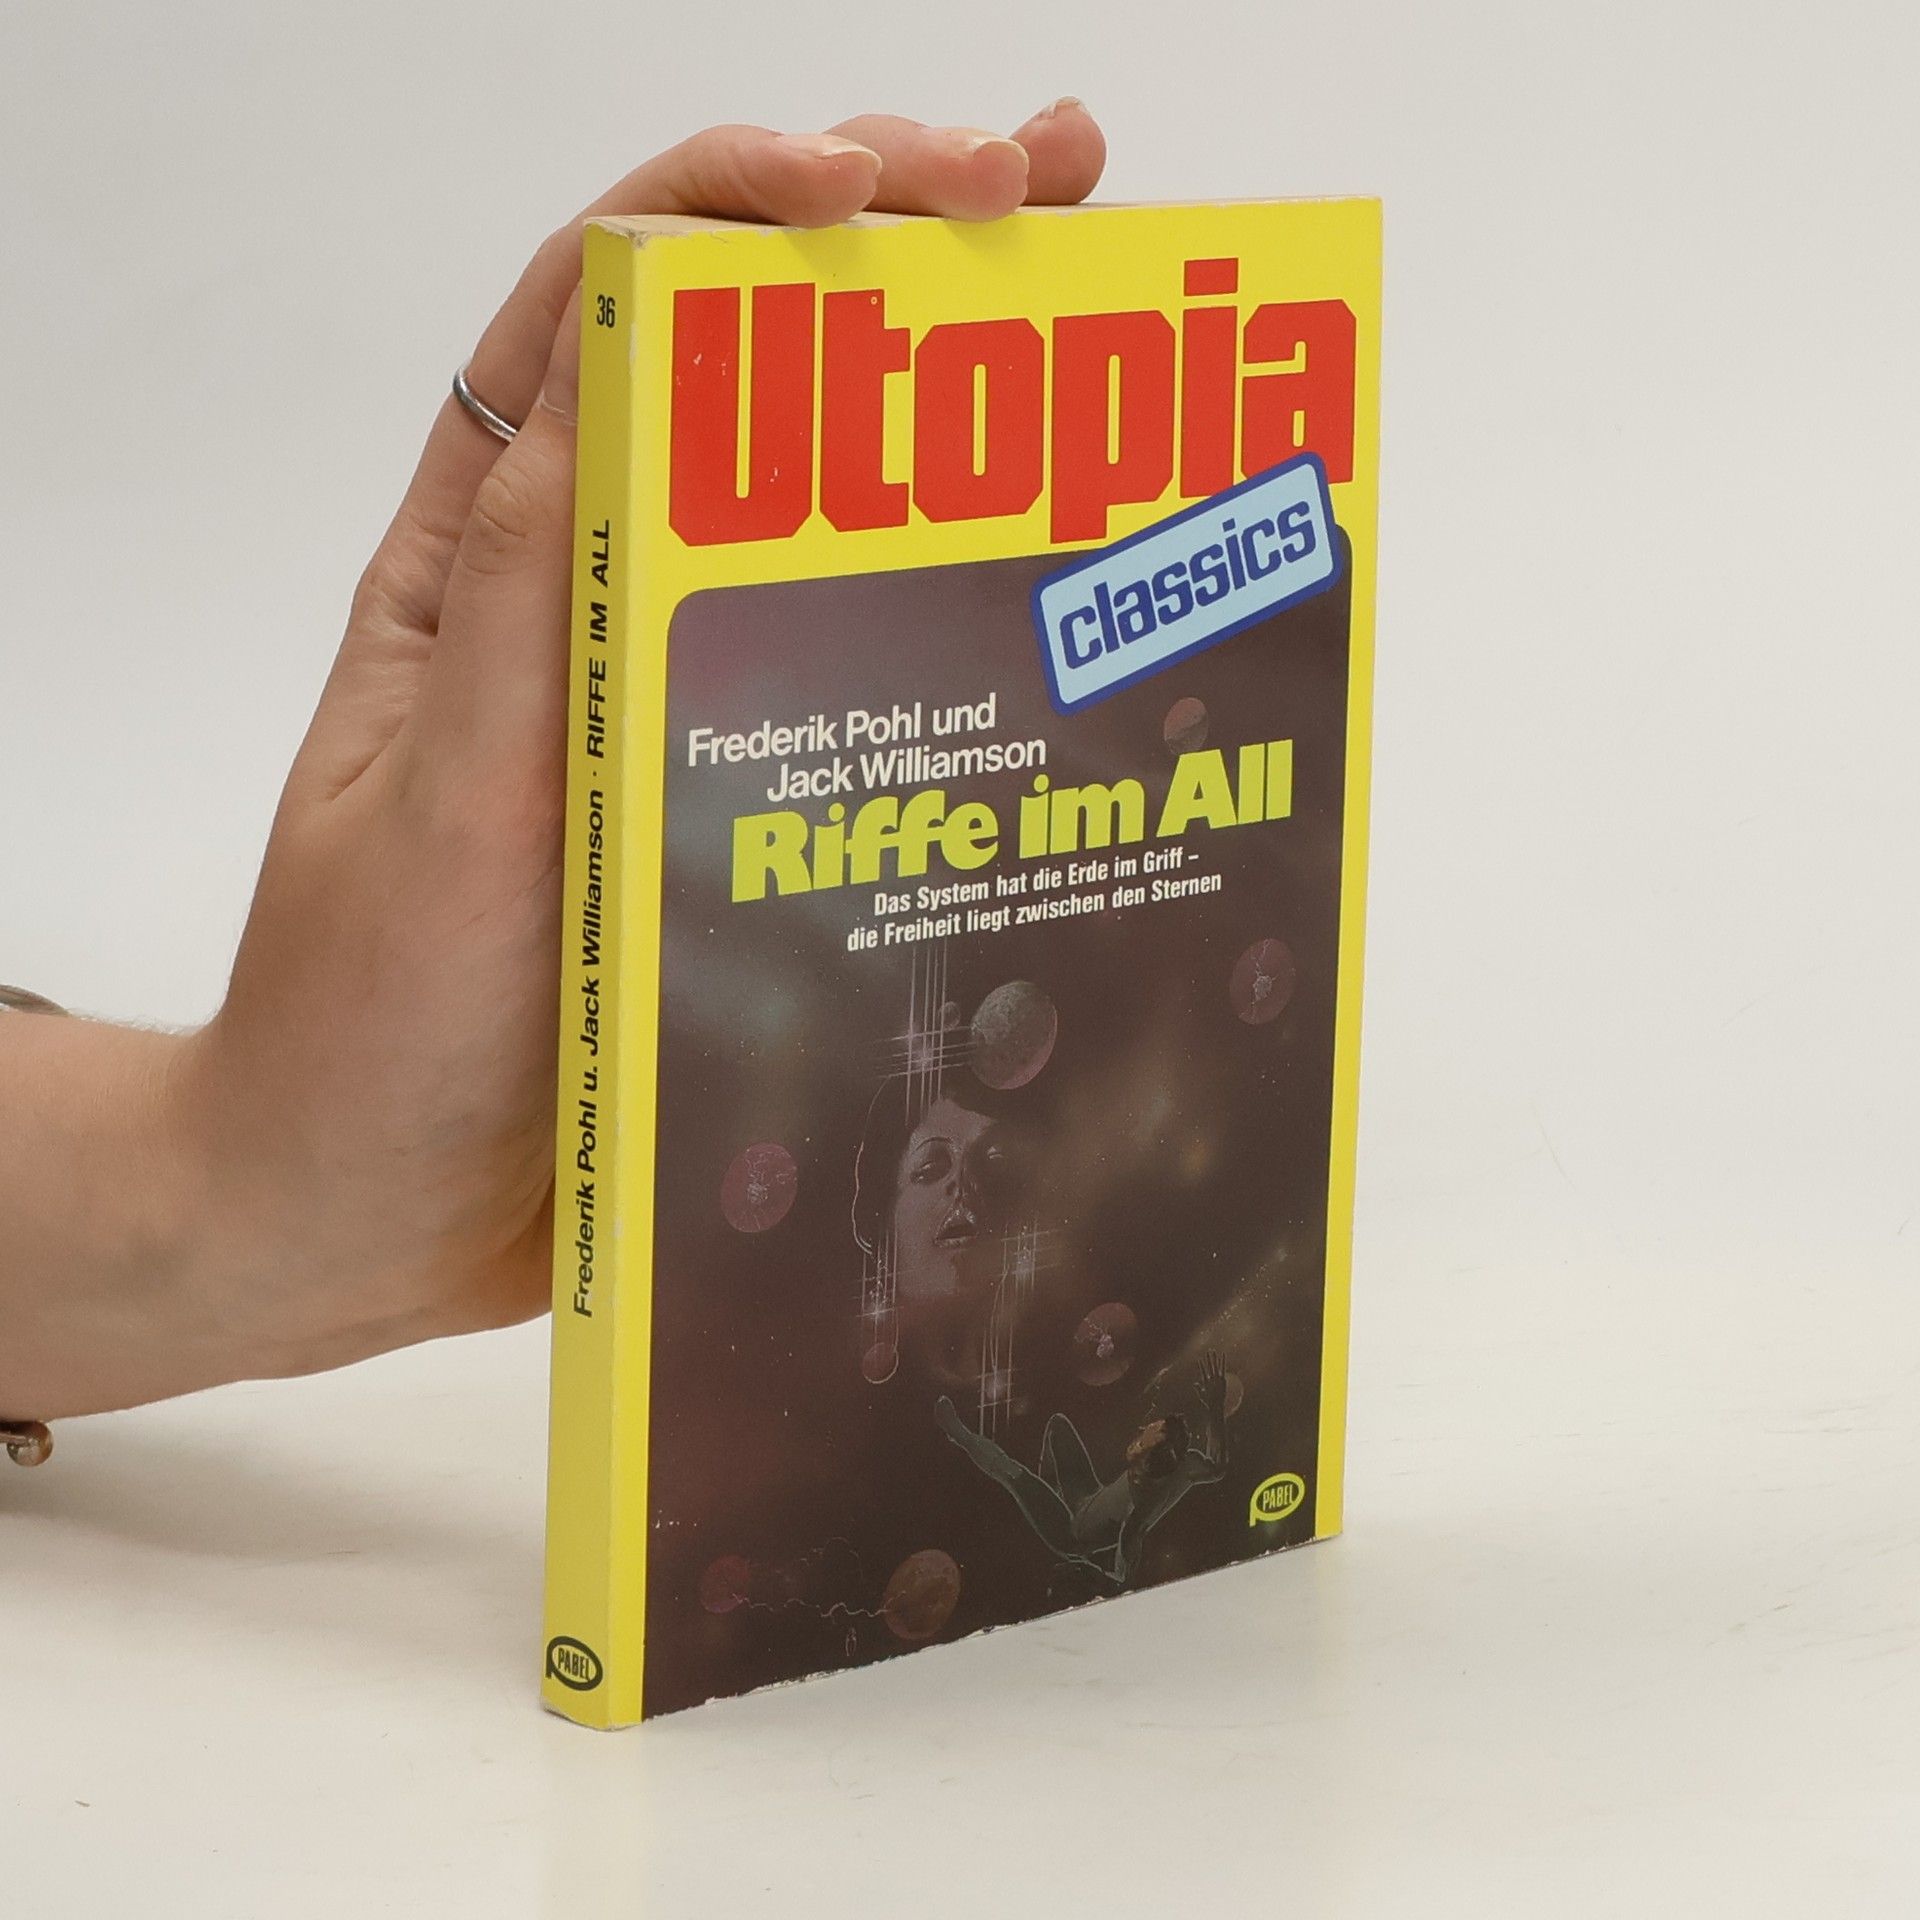 36
Frederik Pohl u. Jack Williamson · RIFFE IM ALL
PABEL
Utopia
classics
Frederik Pohl und
Jack Williamson
Riffe im All
Das System hat die Erde im Griff –
die Freiheit liegt zwischen den Sternen
PABEL